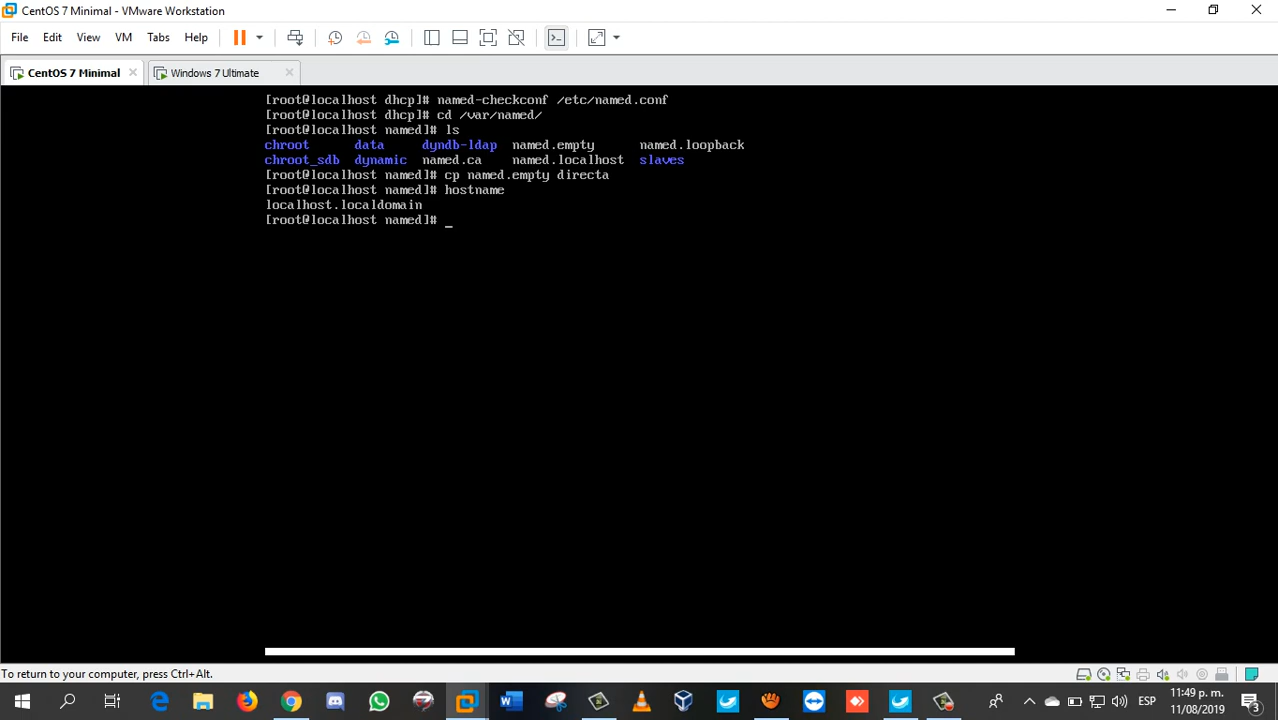 CentOS 7 Minimal - VMware Workstation
File Edit View VM Tabs Help
CentOS 7 Minimal Windows 7 Ultimate
[root@localhost dhcp]# named-checkconf /etc/named.conf
[root@localhost dhcp]# cd /var/named/
[root@localhost named]# ls
chroot data dyndb-ldap named.empty named.loopback
chroot_sdb dynamic named.ca named.localhost slaves
[root@localhost named]# cp named.empty directa
[root@localhost named]# hostname
localhost.localdomain
[root@localhost named]# _
To return to your computer, press Ctrl+Alt.
ESP
11:49 p. m.
11/08/2019
3